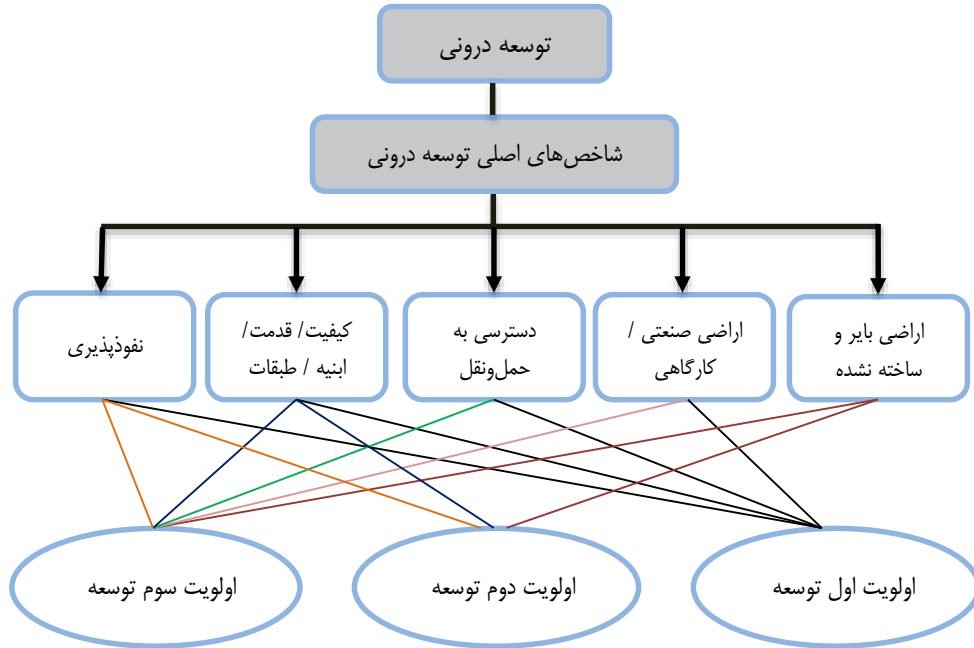 توسعه درونی
شاخص‌های اصلی توسعه درونی
اراضی بایر و
ساخته نشده
اراضی صنعتی /
کارگاهی
دسترسی به
حمل‌ونقل
کیفیت/ قدمت/
ابنیه / طبقات
نفوذپذیری
اولویت اول توسعه
اولویت دوم توسعه
اولویت سوم توسعه